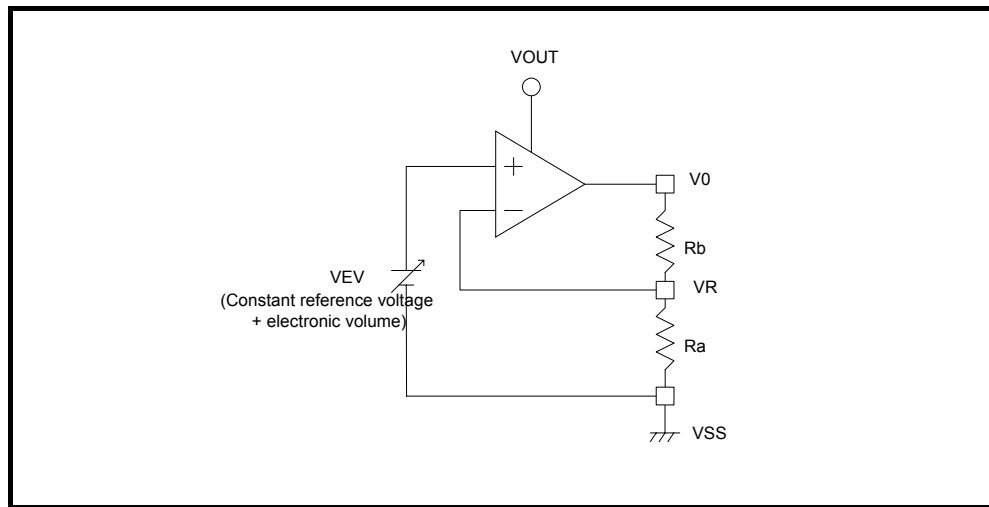 VOUT
+
V0
−
Rb
VEV
(Constant reference voltage
+ electronic volume)
VR
Ra
VSS